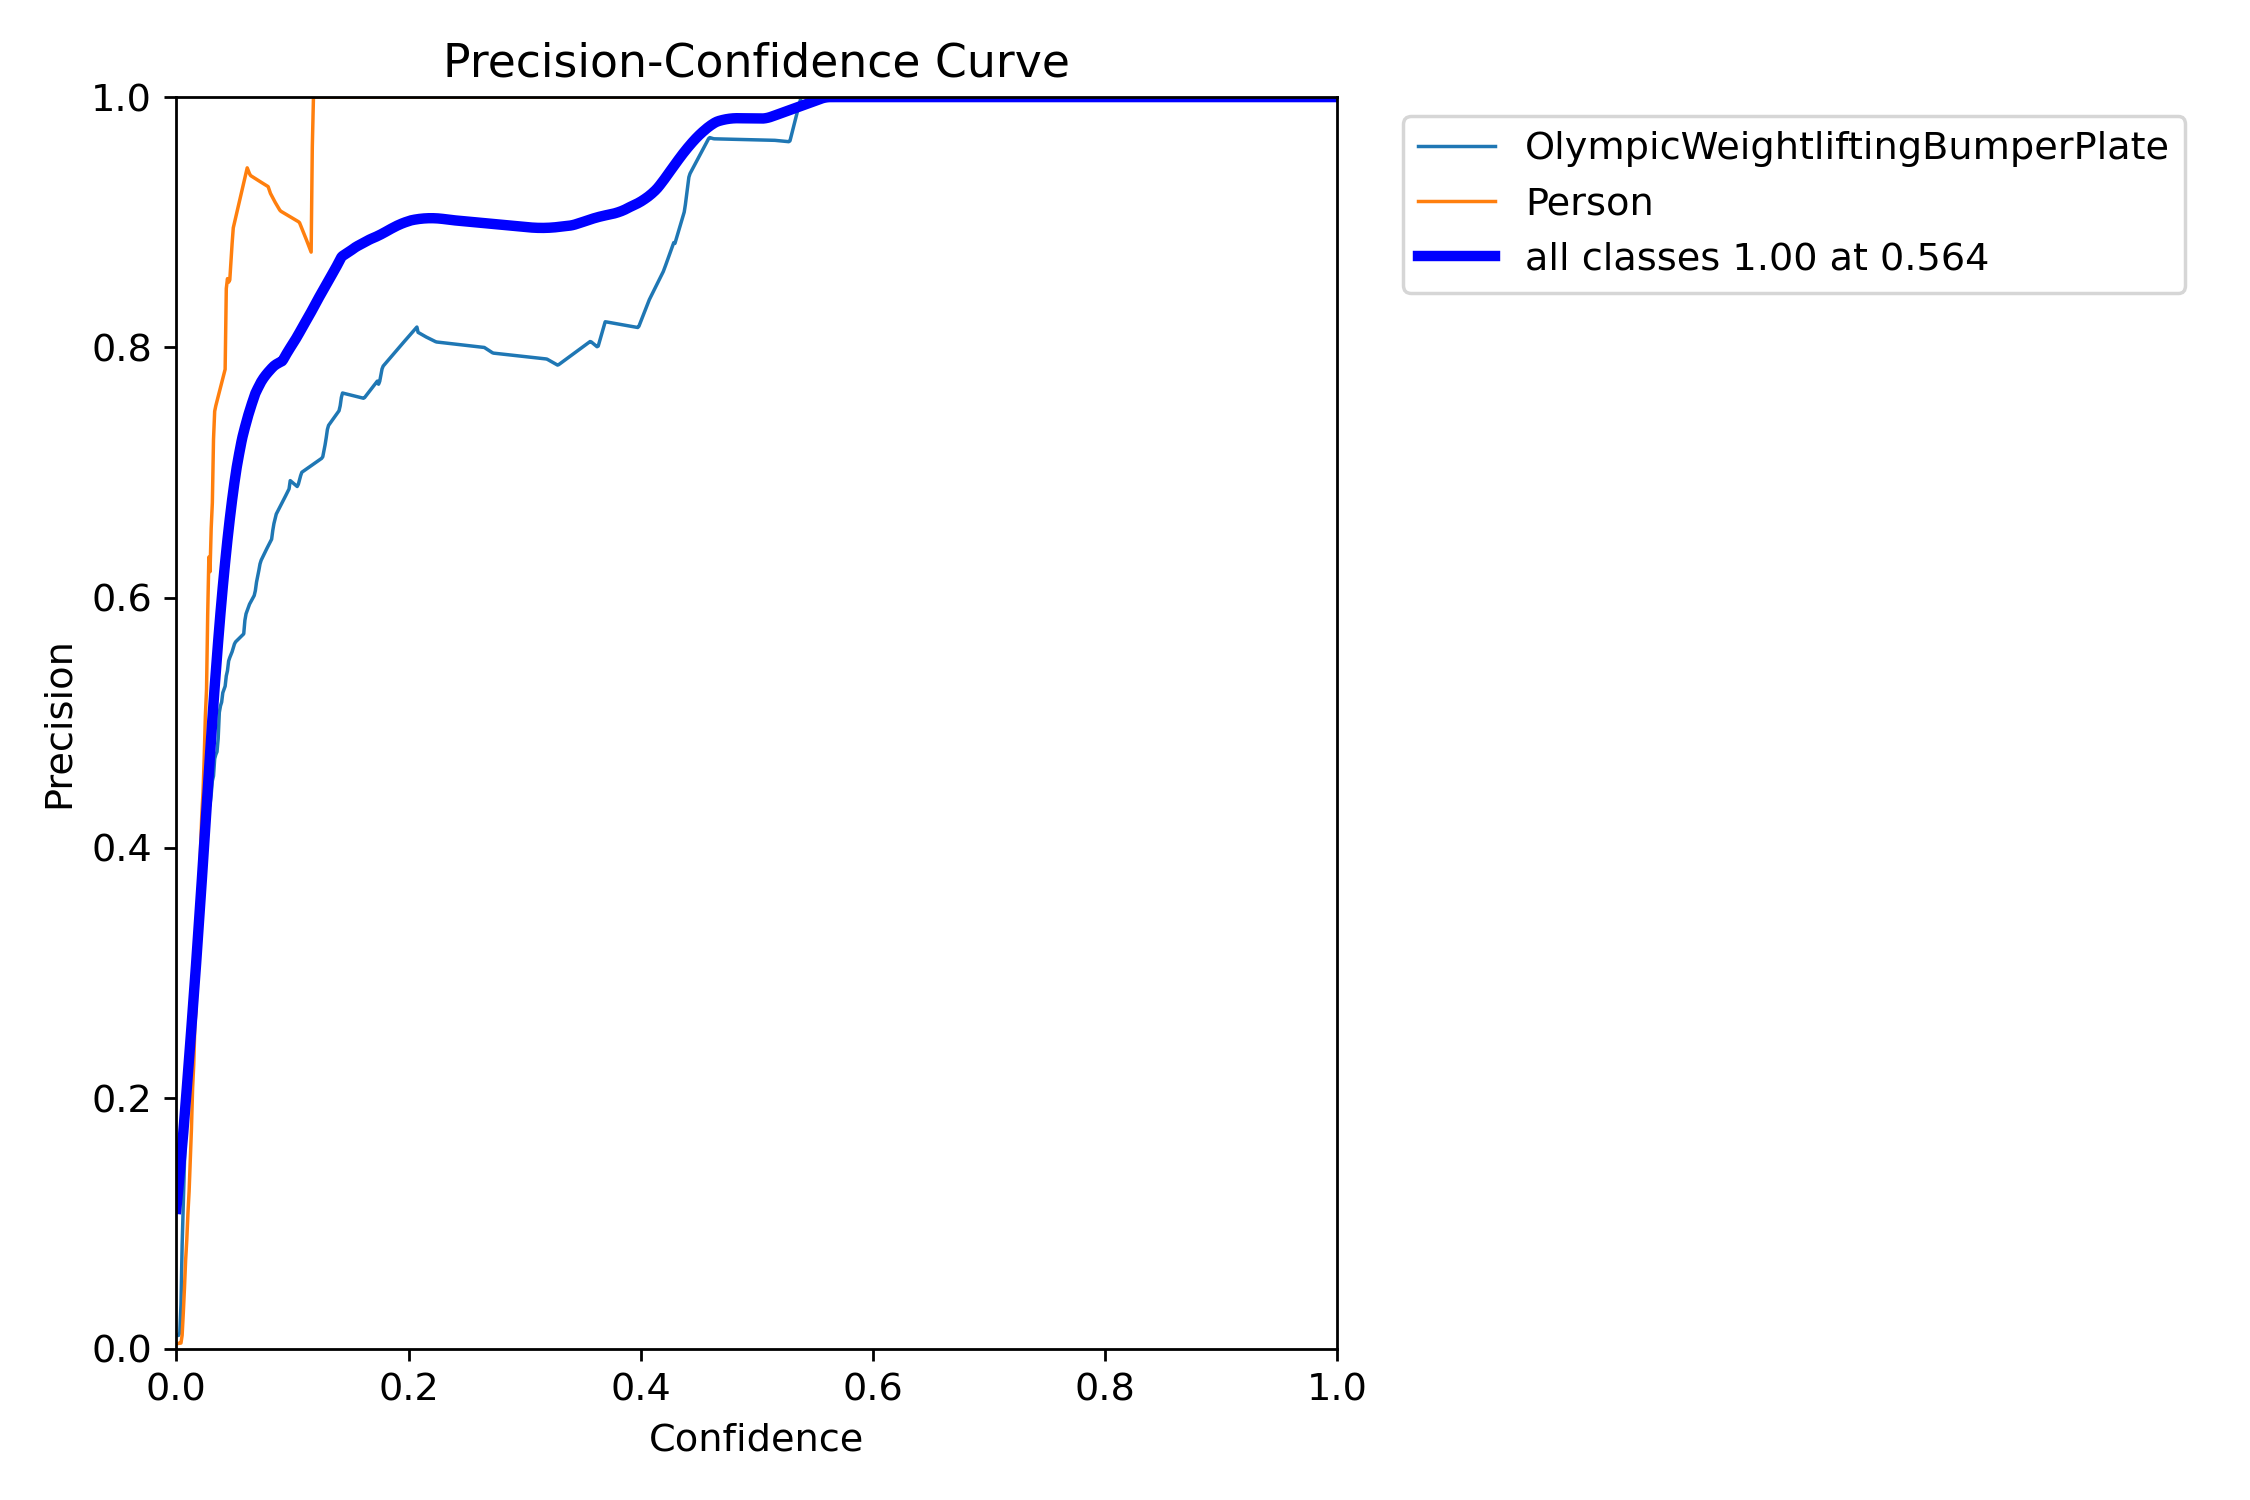 Precision-Confidence Curve
1.0
0.8
0.6
0.4
0.2
0.0
Precision
0.0 0.2 0.4 0.6 0.8 1.0
Confidence
OlympicWeightliftingBumperPlate
Person
all classes 1.00 at 0.564